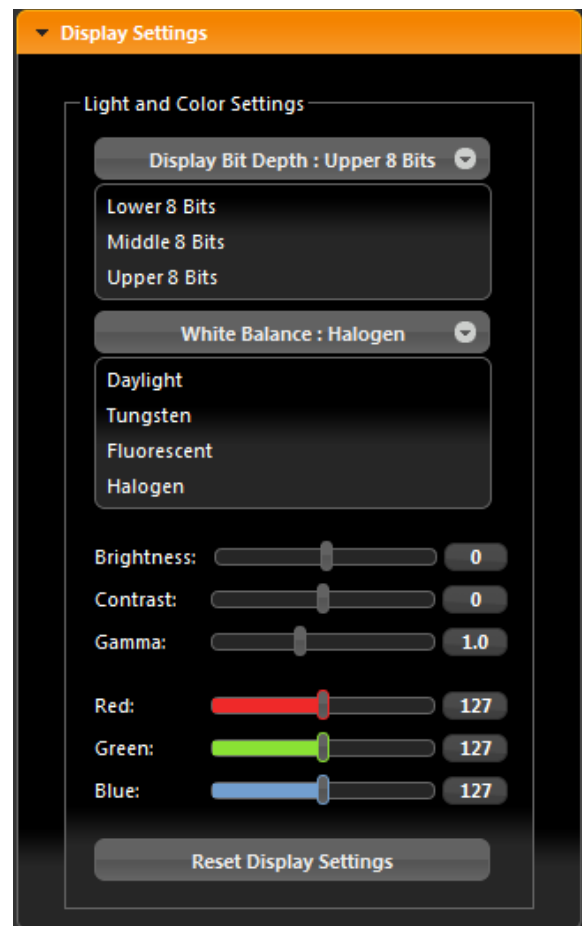 Display Settings
Light and Color Settings
Display Bit Depth : Upper 8 Bits
Lower 8 Bits
Middle 8 Bits
Upper 8 Bits
White Balance : Halogen
Daylight
Tungsten
Fluorescent
Halogen
Brightness: 0
Contrast: 0
Gamma: 1.0
Red: 127
Green: 127
Blue: 127
Reset Display Settings